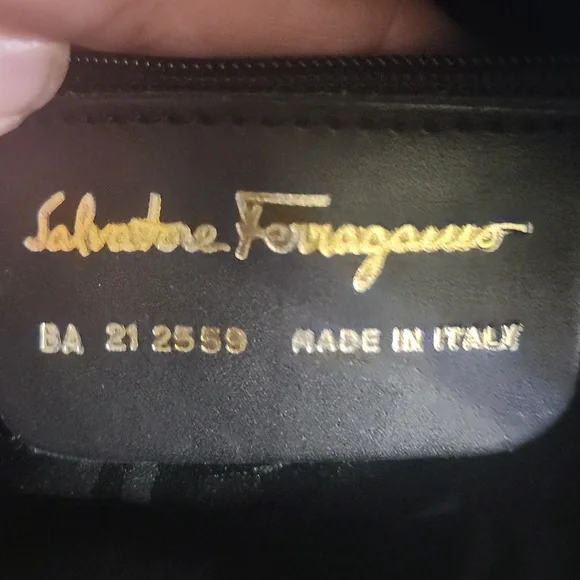 Salvatore Ferragamo
BA 21 2559 MADE IN ITALY